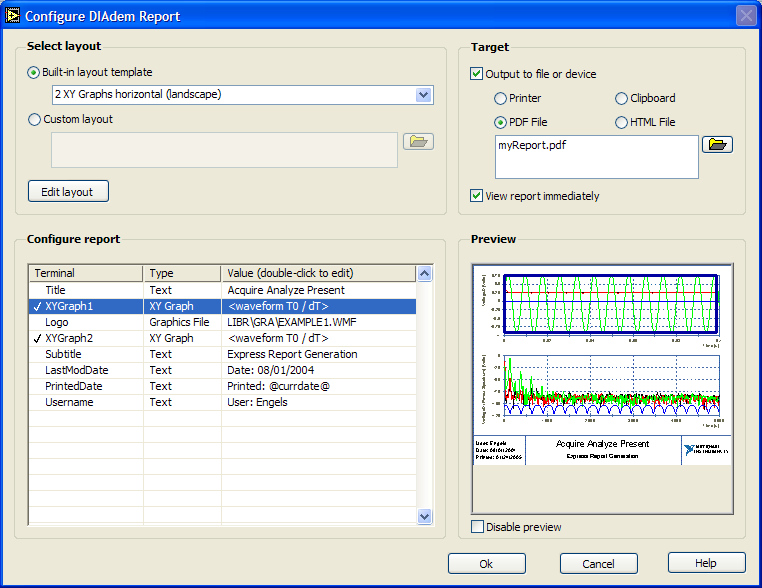 Configure DIAdem Report
Select layout
Built-in layout template
2 XY Graphs horizontal (landscape)
Custom layout
Edit layout
Target
Output to file or device
Printer
Clipboard
PDF File
HTML File
myReport.pdf
View report immediately
Configure report
Terminal Type Value (double-click to edit)
Title Text Acquire Analyze Present
XYGraph1 XY Graph <waveform T0 / dT>
Logo Graphics File LIBR\GRA\EXAMPLE1.WMF
XYGraph2 XY Graph <waveform T0 / dT>
Subtitle Text Express Report Generation
LastModDate Text Date: 08/01/2004
PrintedDate Text Printed: @currdate@
Username Text User: Engels
Preview
Acquire Analyze Present
Express Report Generation
NATIONAL
INSTRUMENTS
Disable preview
Ok
Cancel
Help